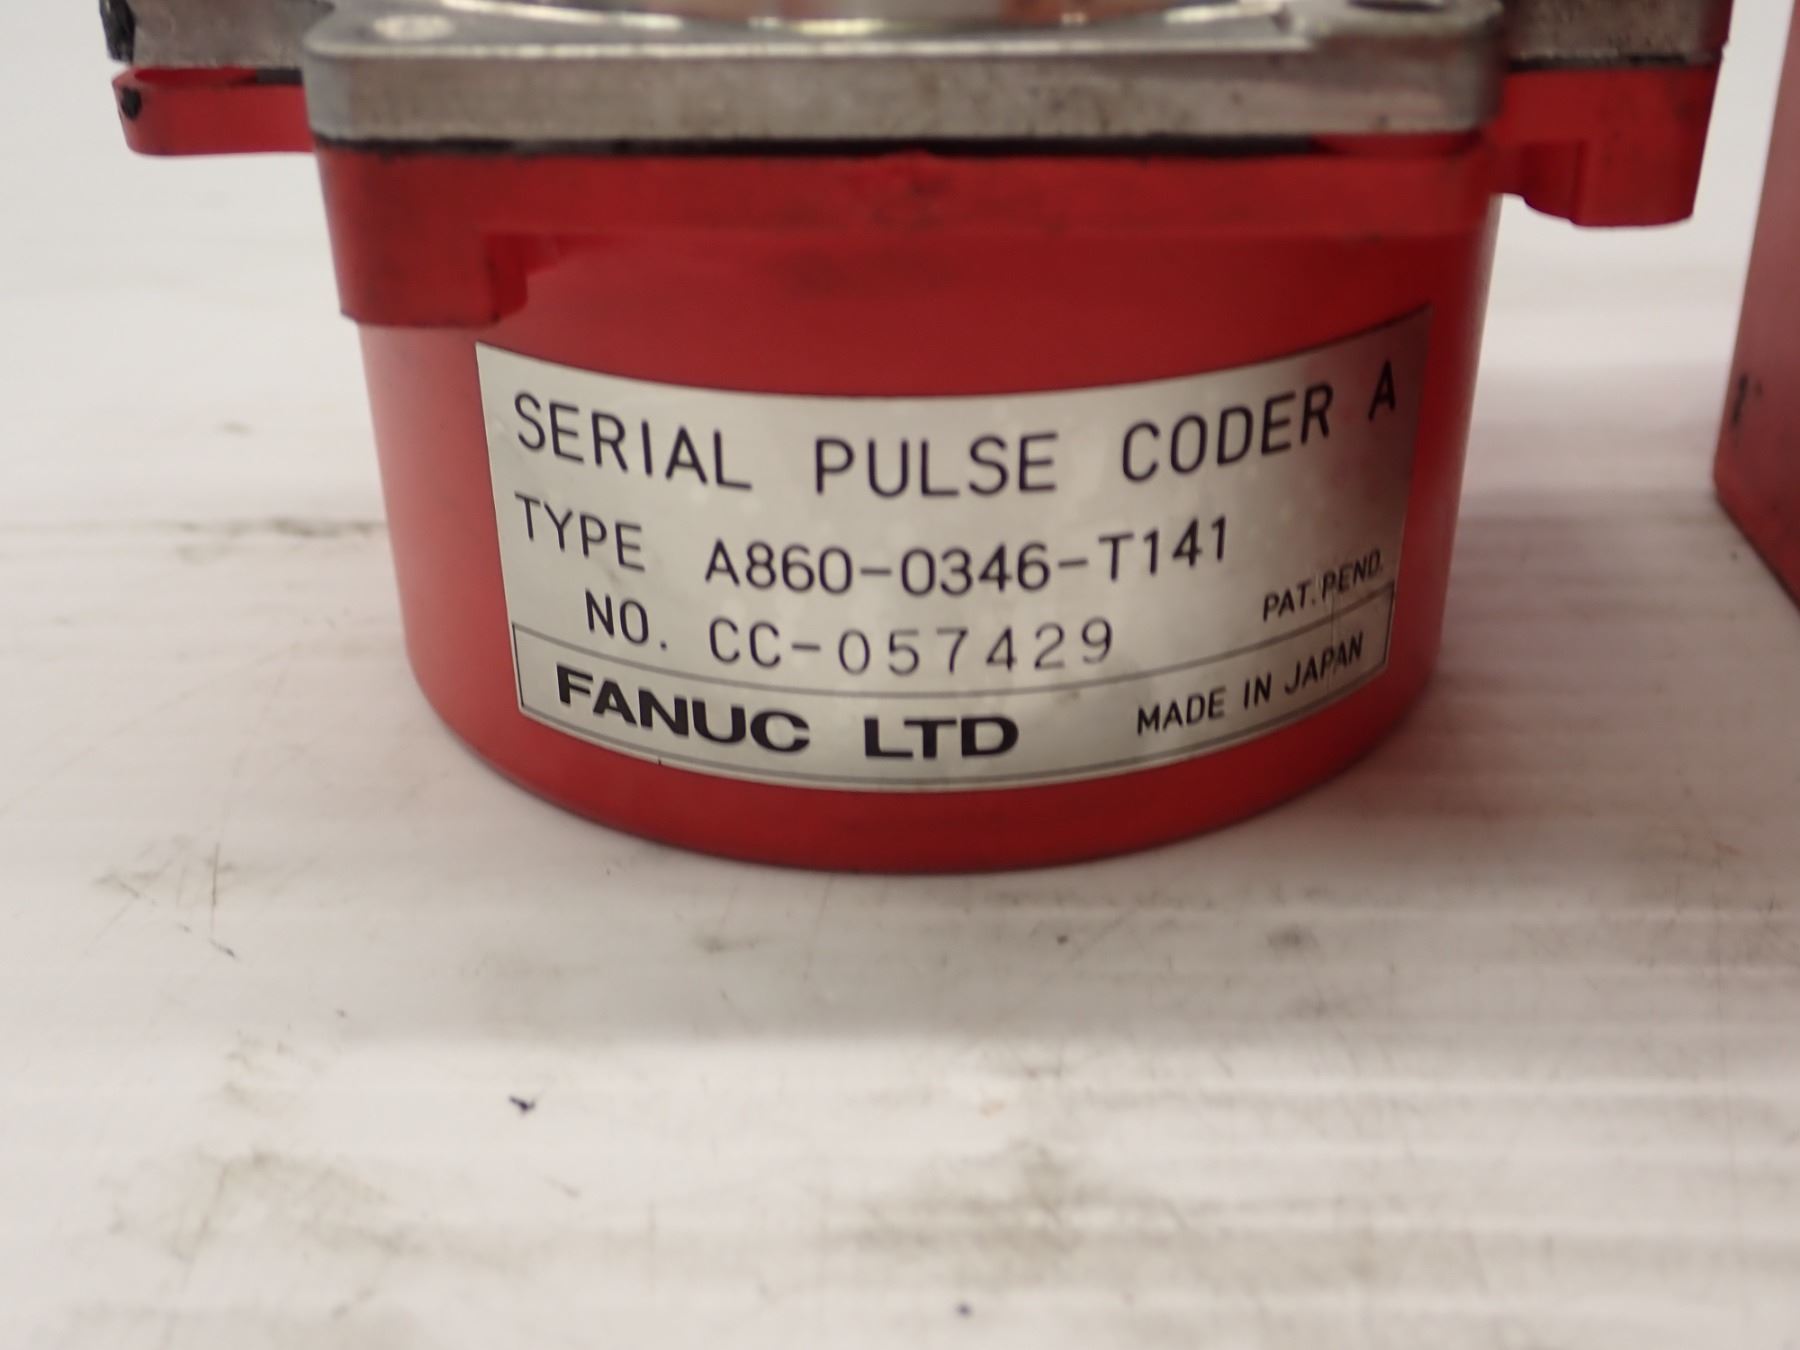 SERIAL PULSE CODER A
TYPE A860-0346-T141
NO. CC-057429 PAT. PEND.
FANUC LTD MADE IN JAPAN